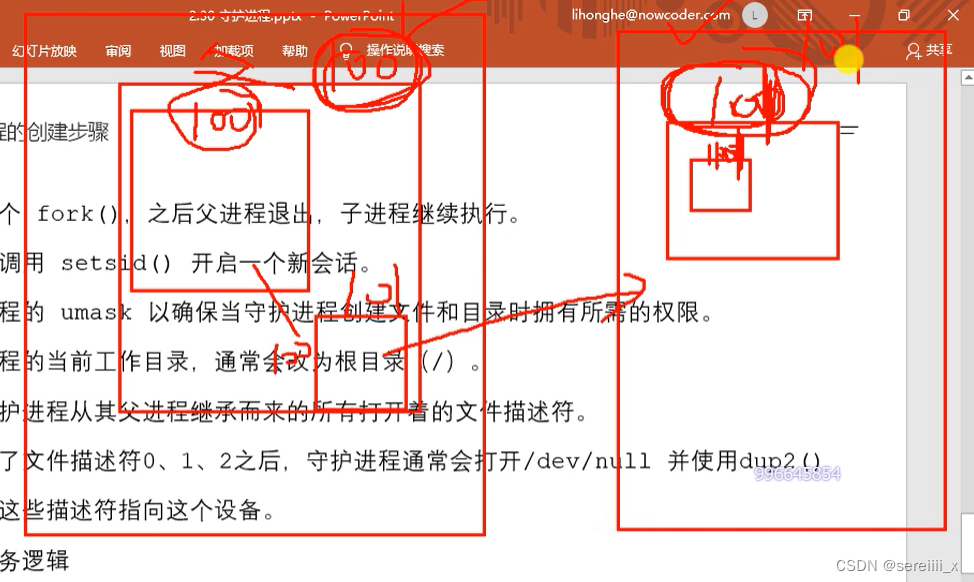 2.30 守护进程.pptx - PowerPoint
lihonghe@nowcoder.com
L
幻灯片放映 审阅 视图 加载项 帮助 操作说明搜索 共享
程的创建步骤
100
100
个 fork(), 之后父进程退出, 子进程继续执行。
调用 setsid() 开启一个新会话。
101
程的 umask 以确保当守护进程创建文件和目录时拥有所需的权限。
100
程的当前工作目录, 通常会改为根目录 (/) 。
护进程从其父进程继承而来的所有打开着的文件描述符。
了文件描述符0、1、2之后, 守护进程通常会打开/dev/null 并使用dup2()
996645854
这些描述符指向这个设备。
务逻辑
CSDN @sereiiii_x